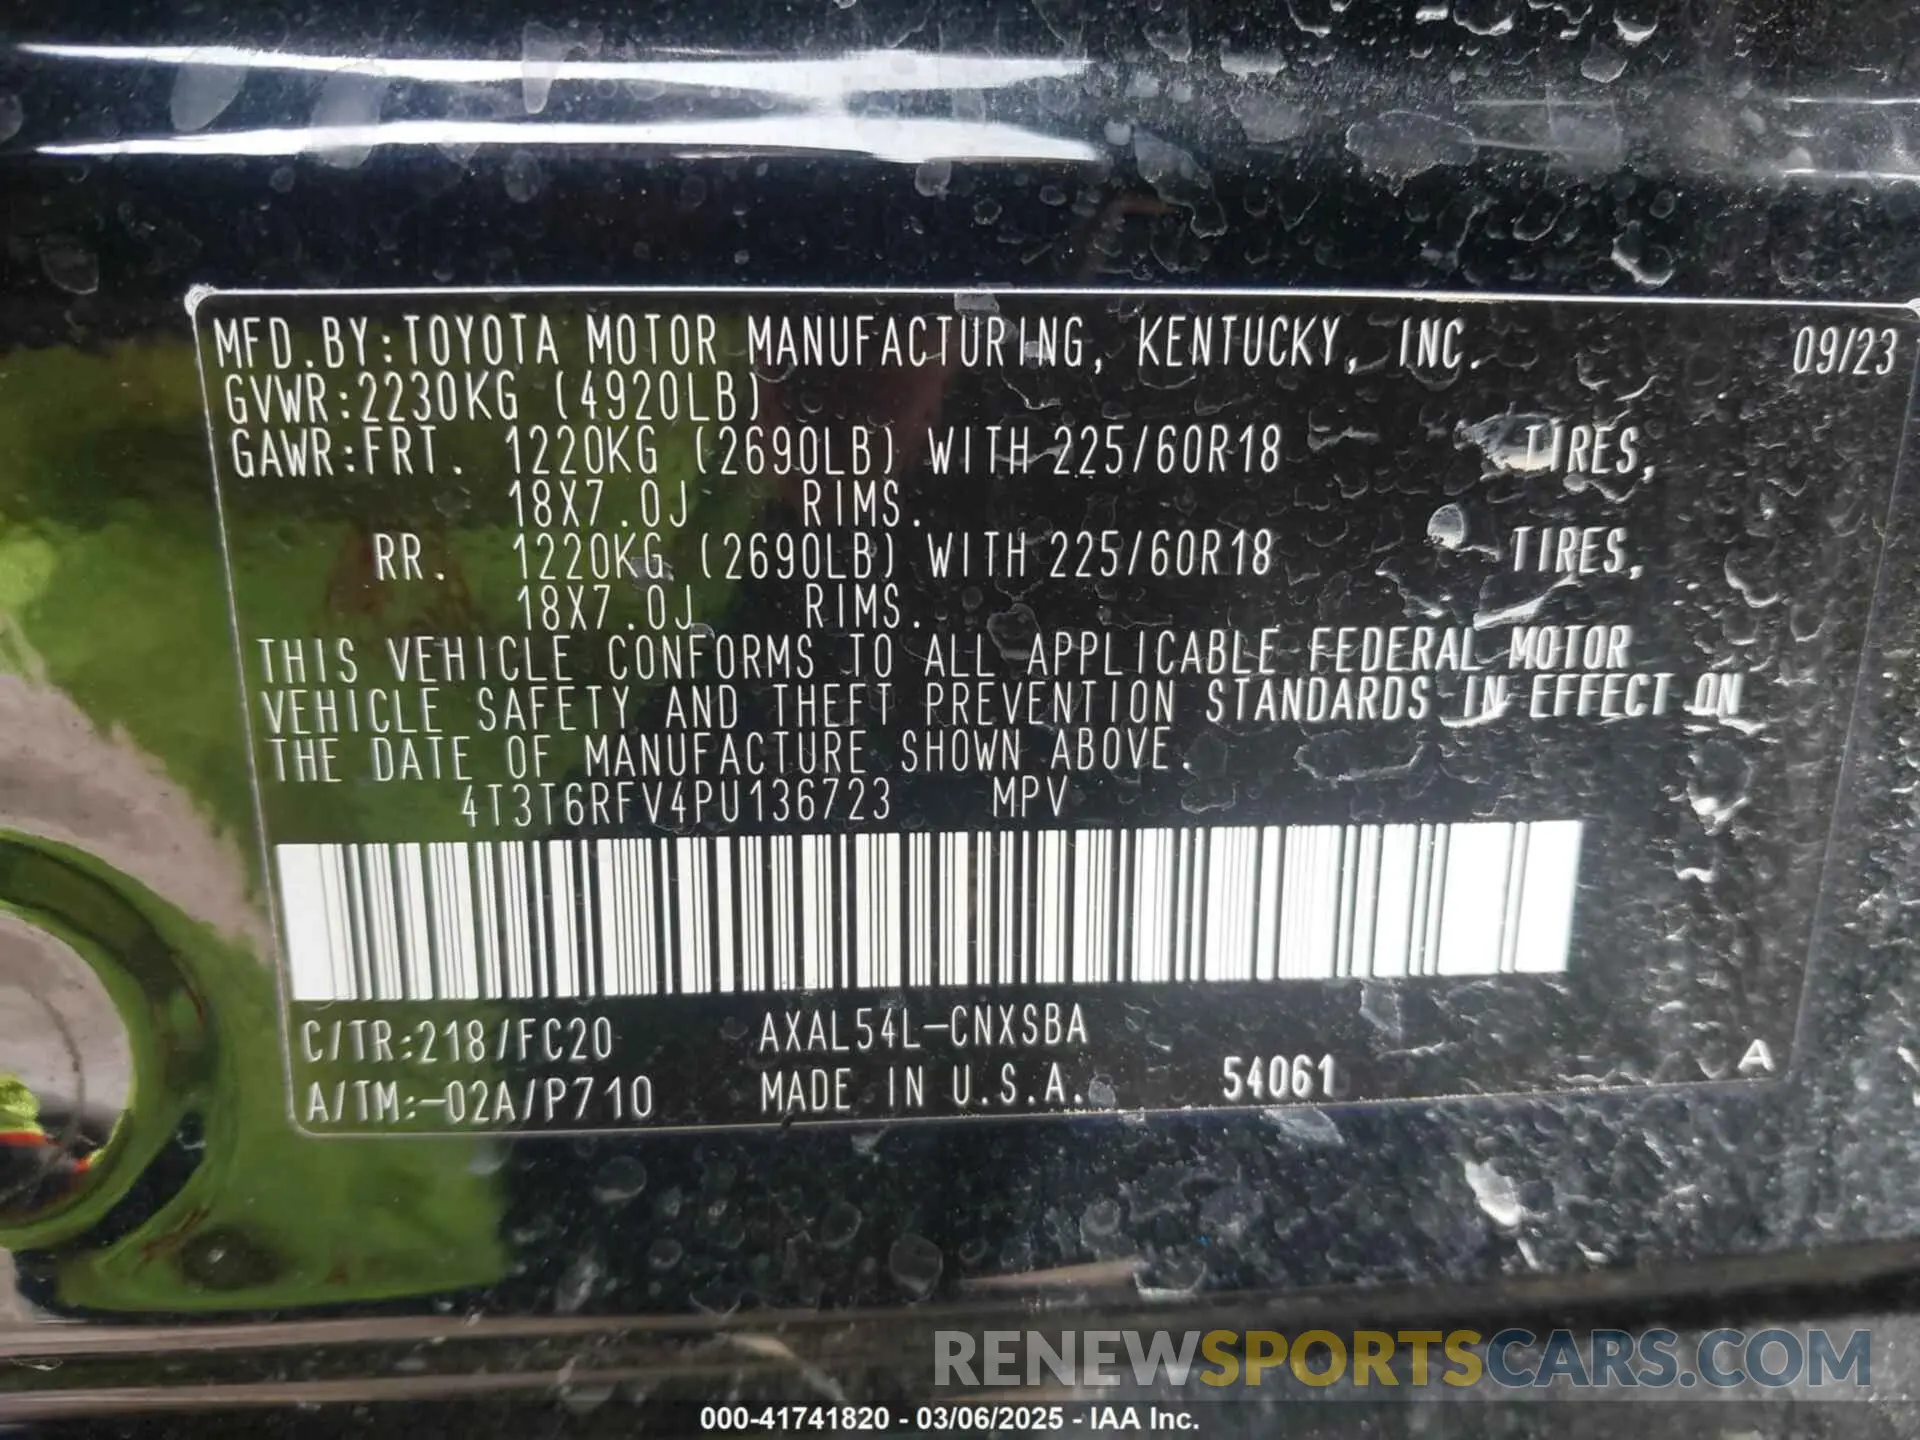 MFD.BY:TOYOTA MOTOR MANUFACTURING, KENTUCKY, INC. 09/23
GVWR:2230KG (4920LB)
GAWR:FRT. 1220KG (2690LB) WITH 225/60R18 TIRES,
18X7.0J RIMS.
RR. 1220KG (2690LB) WITH 225/60R18 TIRES,
18X7.0J RIMS.
THIS VEHICLE CONFORMS TO ALL APPLICABLE FEDERAL MOTOR
VEHICLE SAFETY AND THEFT PREVENTION STANDARDS IN EFFECT ON
THE DATE OF MANUFACTURE SHOWN ABOVE.
4T3T6RFV4PU136723 MPV
C/TR:218/FC20 AXAL54L-CNXSBA
A/TM:-02A/P710 MADE IN U.S.A. 54061 A
RENEWSPORTSCARS.COM
000-41741820 - 03/06/2025 - IAA Inc.